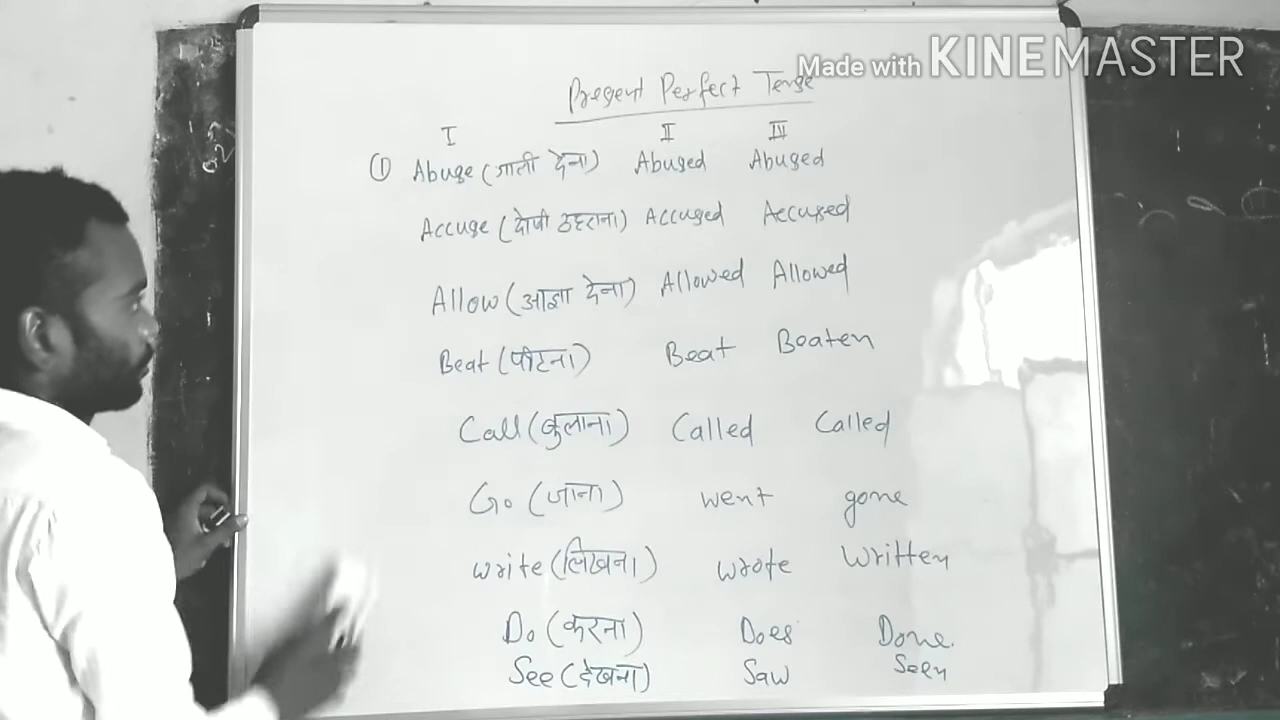 Made with KINEMASTER
Present Perfect Tense
I II III
① Abuse (गाली देना) Abused Abused
Accuse (दोषी ठहराना) Accused Accused
Allow (आज्ञा देना) Allowed Allowed
Beat (पीटना) Beat Beaten
Call (बुलाना) Called Called
Go (जाना) went gone
write (लिखना) wrote written
Do (करना) Does Done.
See (देखना) Saw Seen